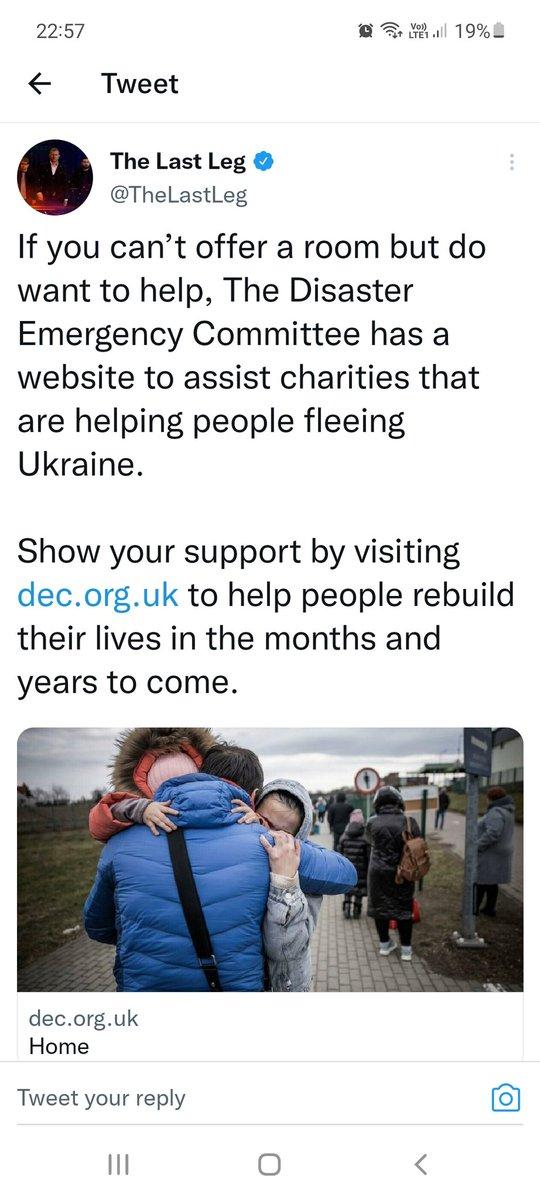 22:57
Vo))
LTE1
19%
Tweet
The Last Leg
@TheLastLeg
If you can’t offer a room but do
want to help, The Disaster
Emergency Committee has a
website to assist charities that
are helping people fleeing
Ukraine.
Show your support by visiting
dec.org.uk to help people rebuild
their lives in the months and
years to come.
dec.org.uk
Home
Tweet your reply